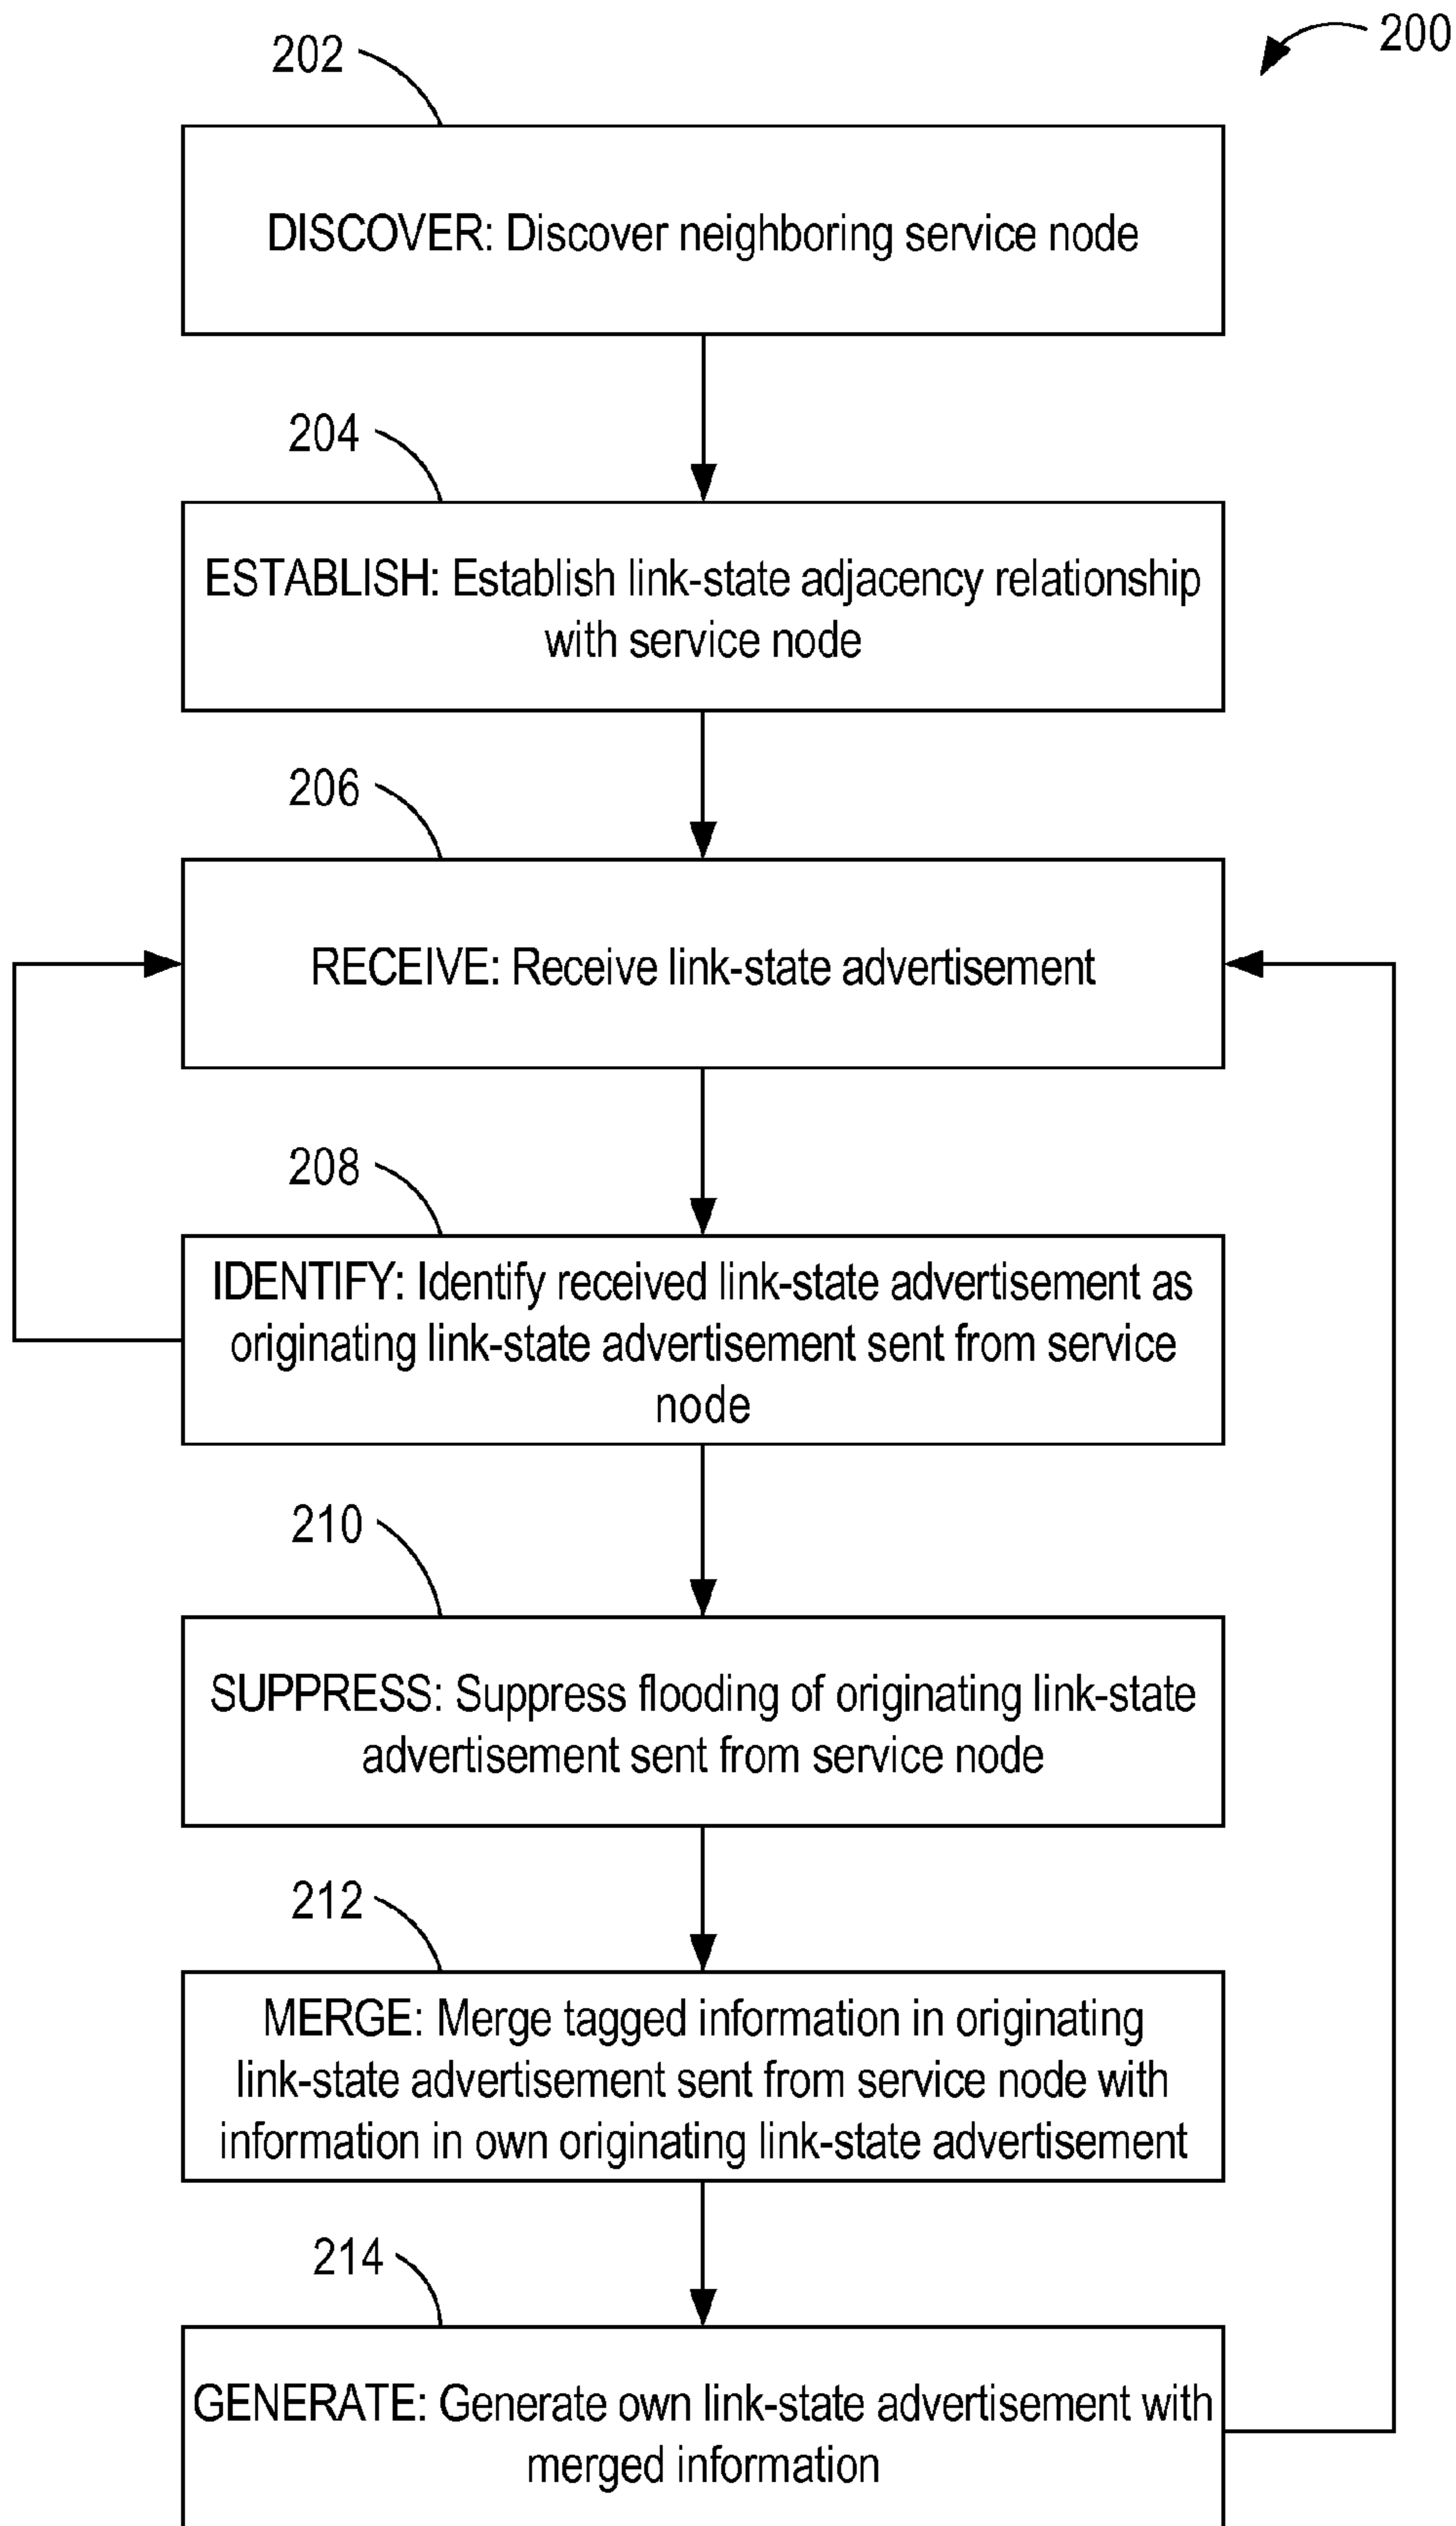 200
202
DISCOVER: Discover neighboring service node
204
ESTABLISH: Establish link-state adjacency relationship
with service node
206
RECEIVE: Receive link-state advertisement
208
IDENTIFY: Identify received link-state advertisement as
originating link-state advertisement sent from service
node
210
SUPPRESS: Suppress flooding of originating link-state
advertisement sent from service node
212
MERGE: Merge tagged information in originating
link-state advertisement sent from service node with
information in own originating link-state advertisement
214
GENERATE: Generate own link-state advertisement with
merged information